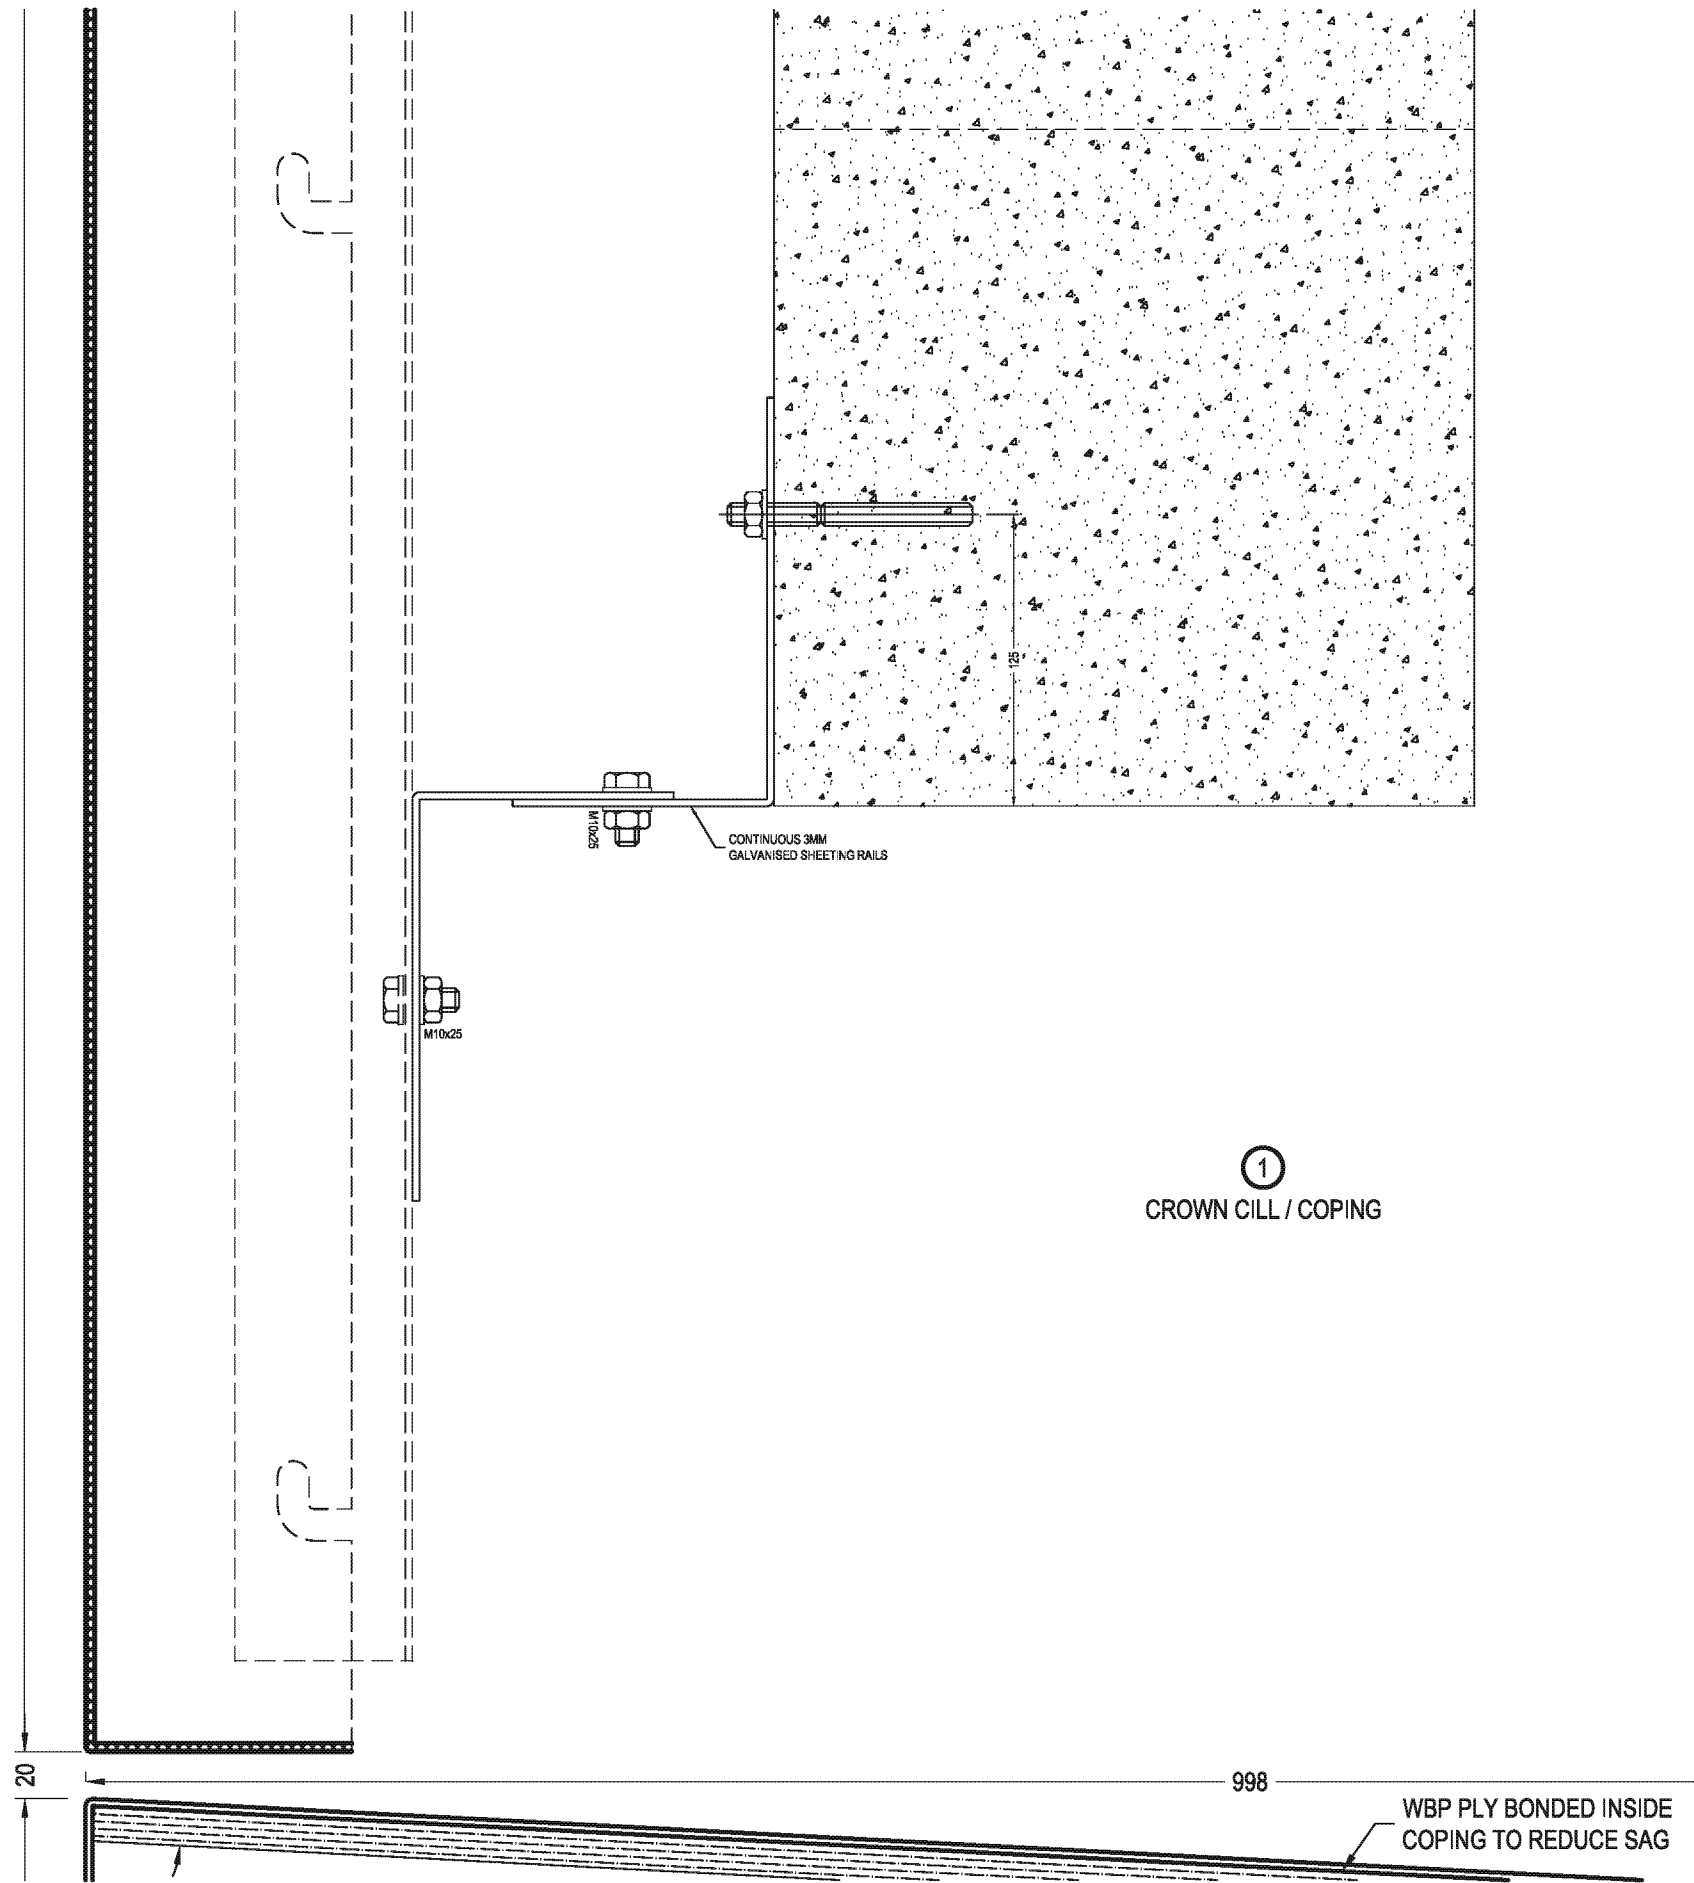 125
M10x25
CONTINUOUS 3MM
GALVANISED SHEETING RAILS
M10x25
1
CROWN CILL / COPING
20
998
WBP PLY BONDED INSIDE
COPING TO REDUCE SAG